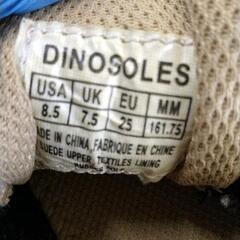 DINOSOLES
USA UK EU MM
8.5 7.5 25 161.75
MADE IN CHINA, FABRIQUE EN CHINE
SUEDE UPPER, TEXTILES LINING